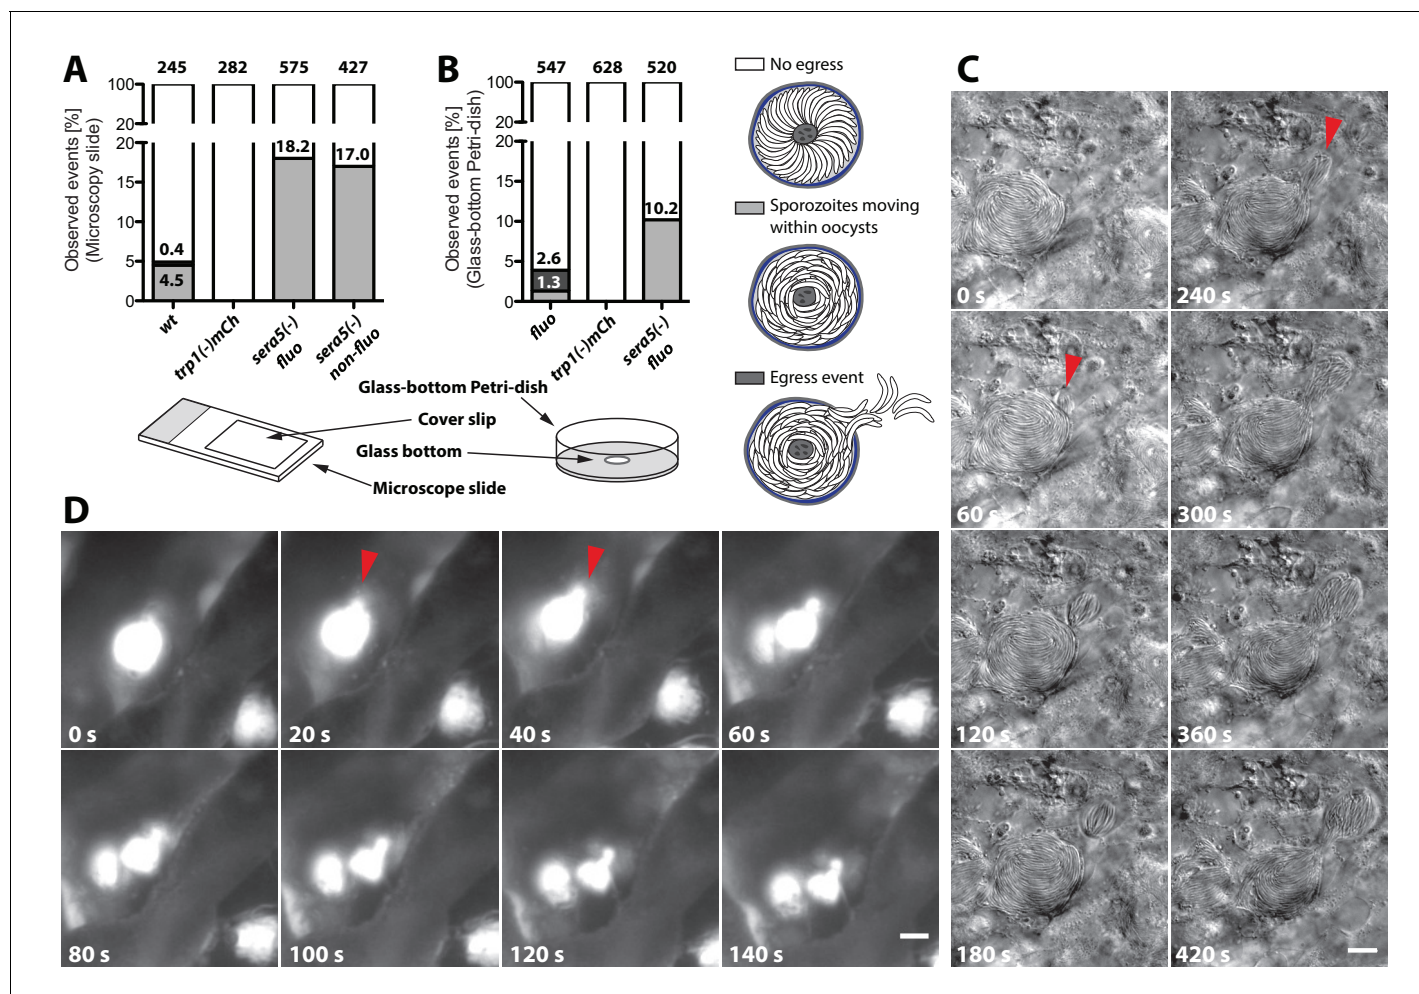 A
245 282 575 427
Observed events [%]
(Microscopy slide)
100
20
20
15
10
5
0
0.4
4.5
18.2
17.0
wt
trp1(-)mCh
sera5(-)
fluo
sera5(-)
non-fluo
B
547 628 520
Observed events [%]
(Glass-bottom Petri-dish)
100
20
20
15
10
5
0
2.6
1.3
10.2
fluo
trp1(-)mCh
sera5(-)
fluo
No egress
Sporozoites moving
within oocysts
Egress event
Glass-bottom Petri-dish
Cover slip
Glass bottom
Microscope slide
C
0 s
240 s
60 s
300 s
120 s
360 s
180 s
420 s
D
0 s
20 s
40 s
60 s
80 s
100 s
120 s
140 s